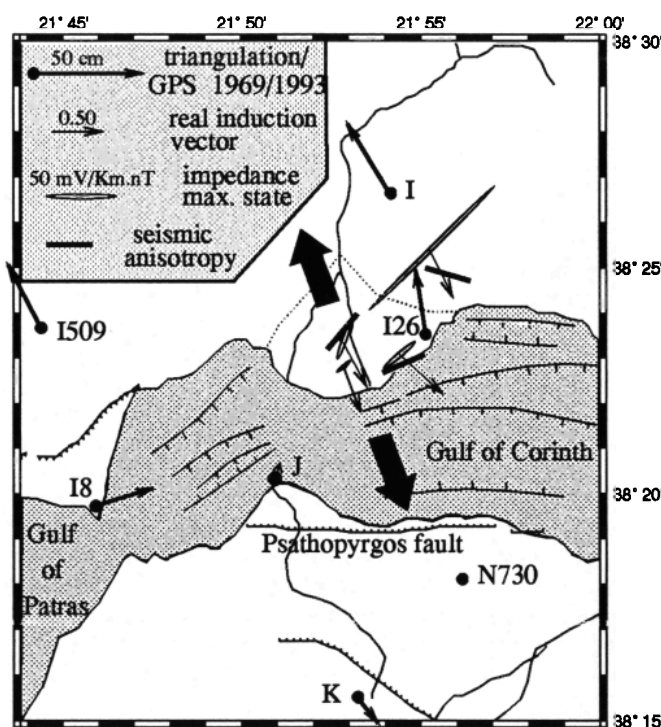 21° 45'
21° 50'
21° 55'
22° 00'
38° 30'
50 cm
triangulation/
GPS 1969/1993
0.50
real induction
vector
50 mV/Km.nT
impedance
max. state
seismic
anisotropy
I
38° 25'
I509
I26
Gulf of Corinth
I8
J
38° 20'
Gulf
of
Patras
Psathopyrgos fault
N730
K
38° 15'